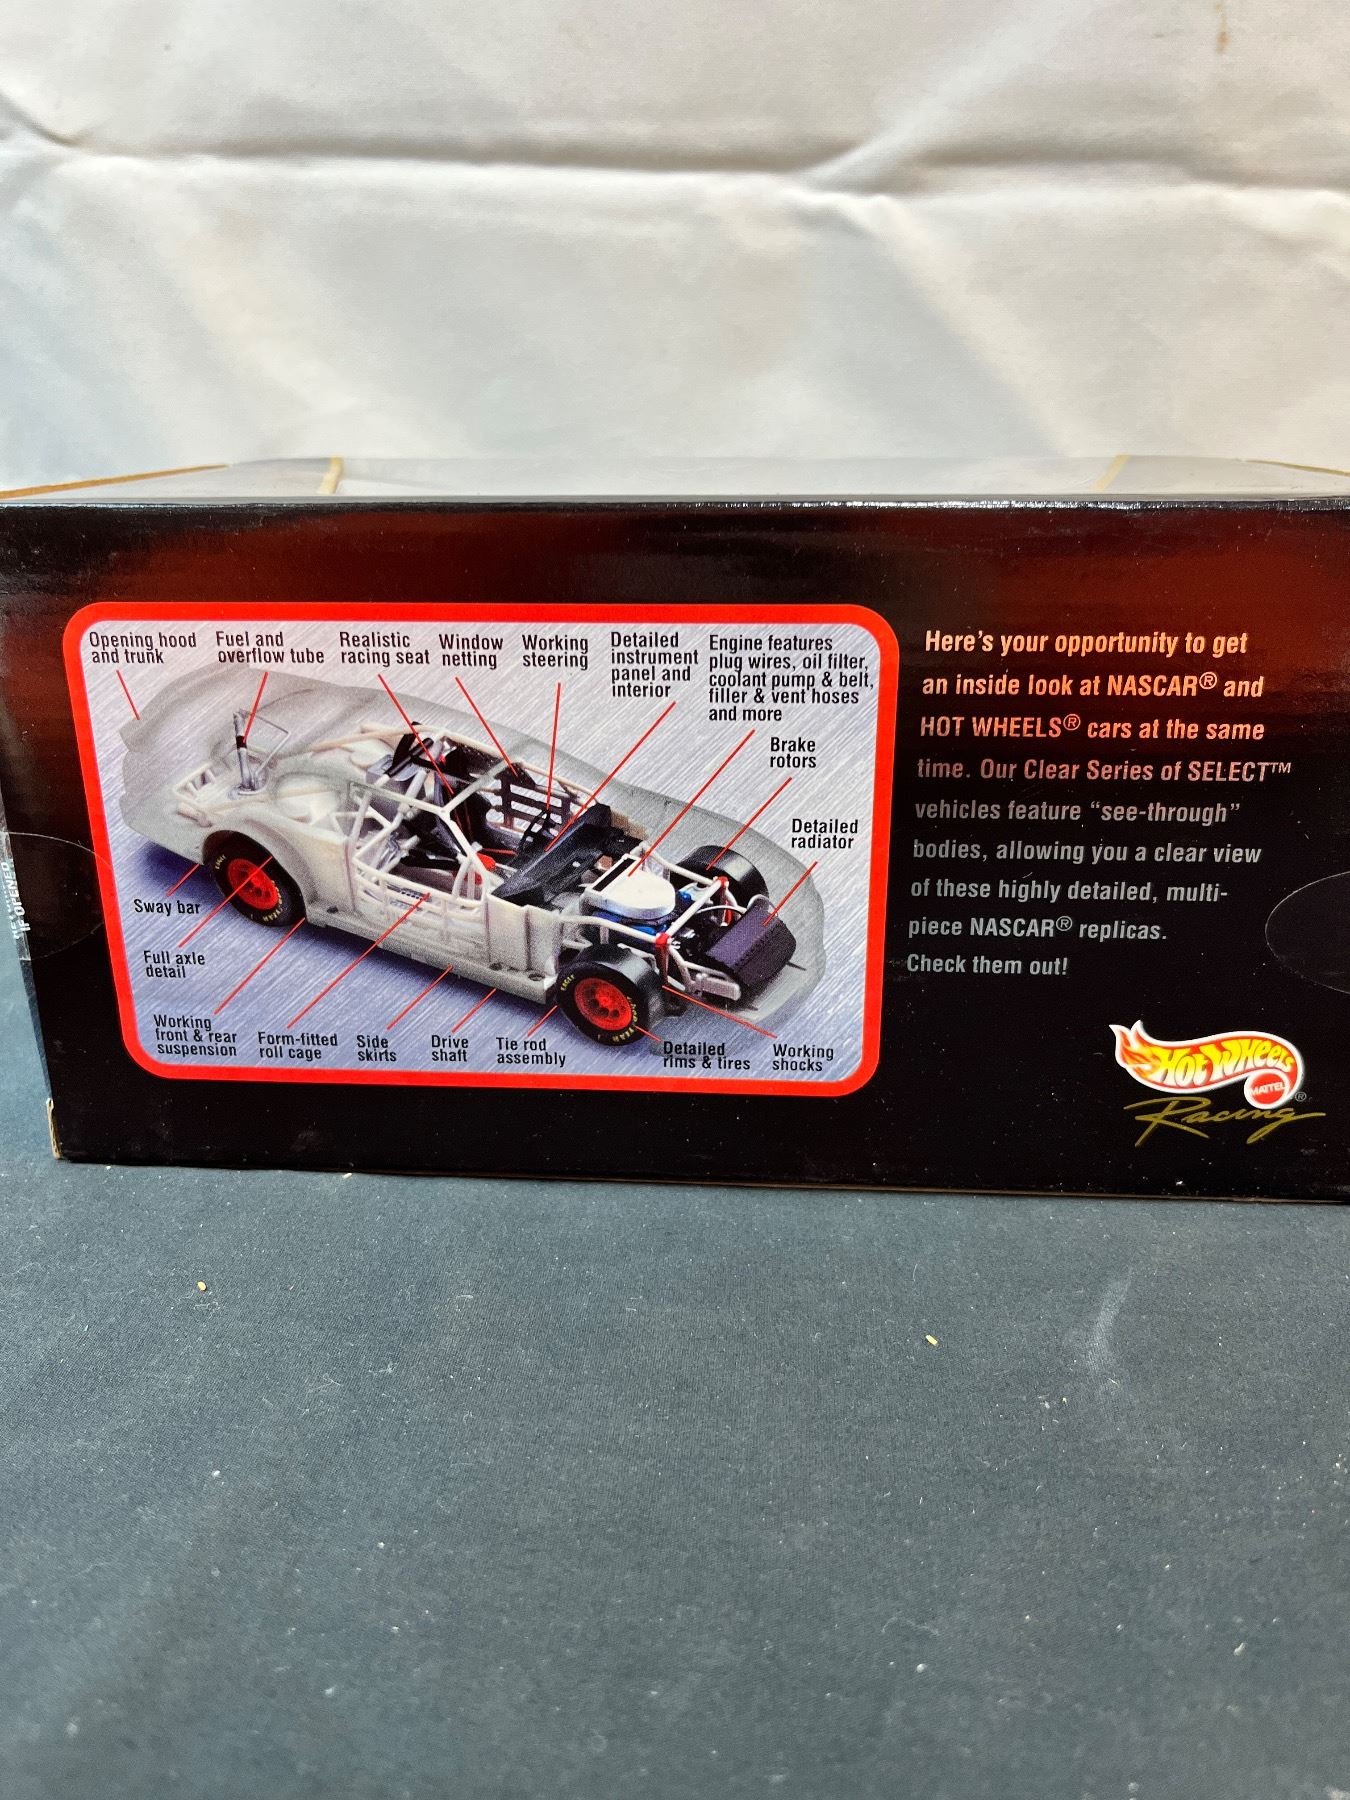 Opening hood
and trunk
Fuel and
overflow tube
Realistic
racing seat
Window
netting
Working
steering
Detailed
instrument
panel and
interior
Engine features
plug wires, oil filter,
coolant pump & belt,
filler & vent hoses
and more
Brake
rotors
Detailed
radiator
Sway bar
Full axle
detail
Working
front & rear
suspension
Form-fitted
roll cage
Side
skirts
Drive
shaft
Tie rod
assembly
Detailed
rims & tires
Working
shocks
Here's your opportunity to get
an inside look at NASCAR® and
HOT WHEELS® cars at the same
time. Our Clear Series of SELECT™
vehicles feature “see-through”
bodies, allowing you a clear view
of these highly detailed, multi-
piece NASCAR® replicas.
Check them out!
Hot Wheels
MATTEL
®
Racing
IF OPENED